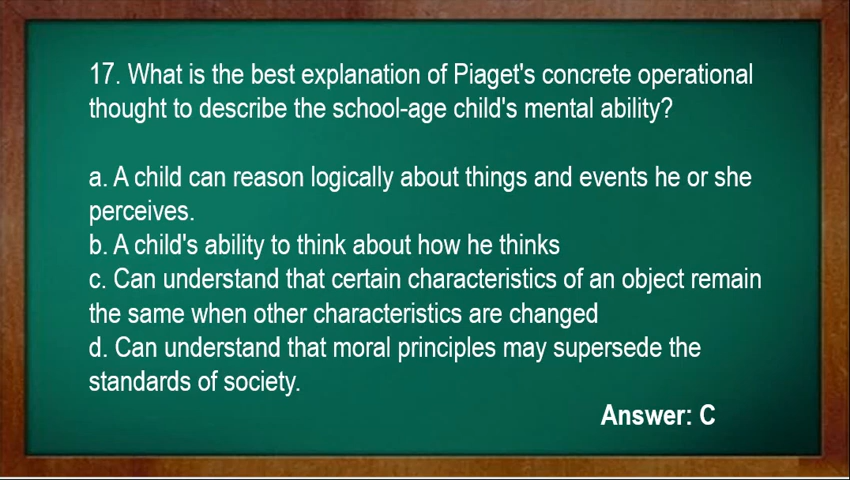 17. What is the best explanation of Piaget's concrete operational
thought to describe the school-age child's mental ability?
a. A child can reason logically about things and events he or she
perceives.
b. A child's ability to think about how he thinks
c. Can understand that certain characteristics of an object remain
the same when other characteristics are changed
d. Can understand that moral principles may supersede the
standards of society.
Answer: C